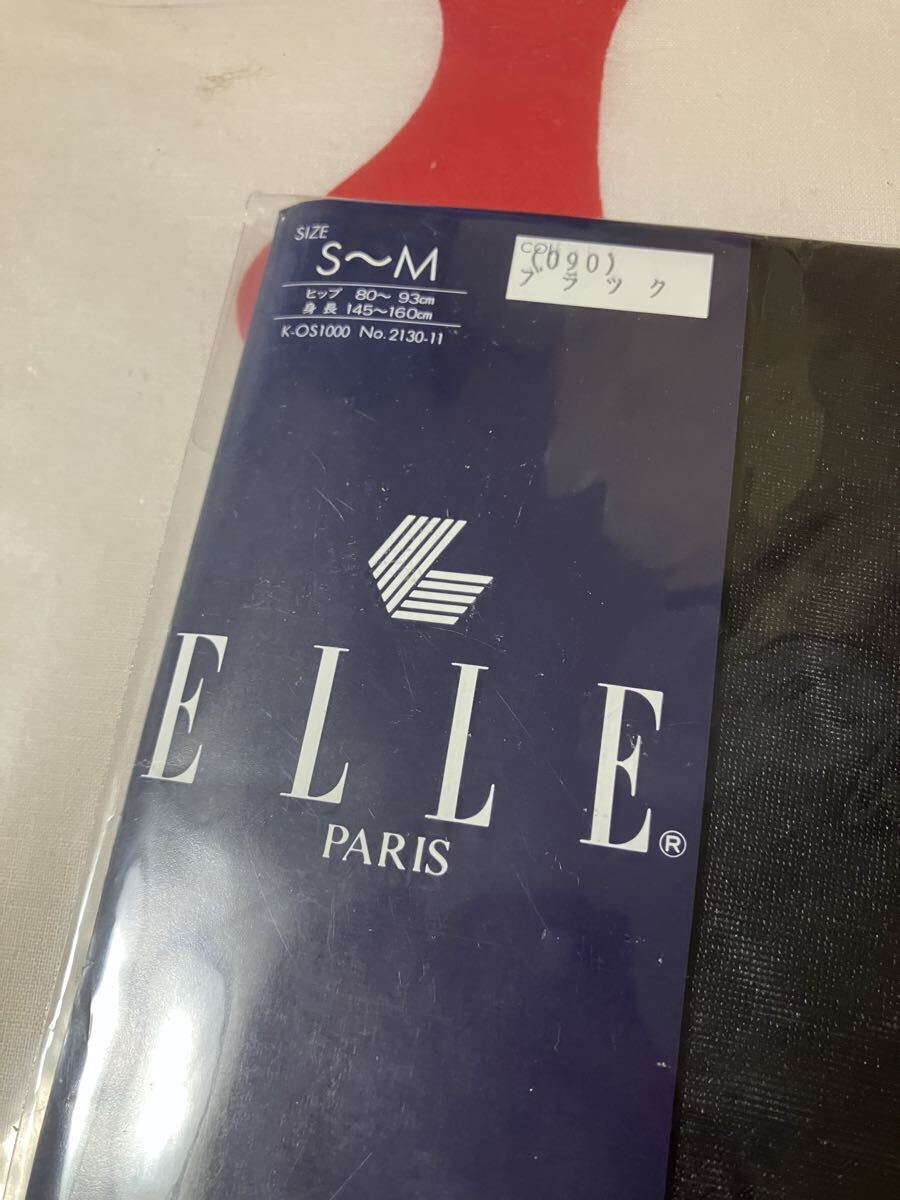 SIZE
S〜M
ヒップ 80〜 93cm
身長 145〜160cm
K-OS1000 No.2130-11
COL
(090)
ブラック
ELLE®
PARIS